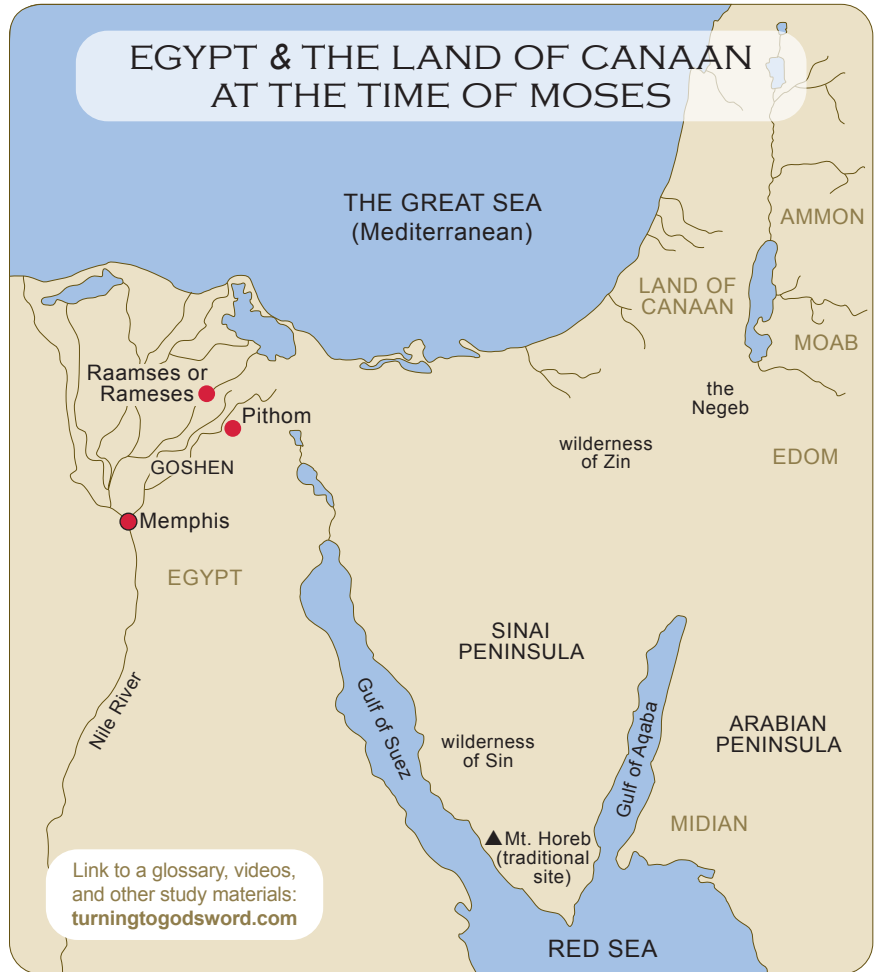 EGYPT & THE LAND OF CANAAN
AT THE TIME OF MOSES
THE GREAT SEA
(Mediterranean)
AMMON
LAND OF
CANAAN
MOAB
Raamses or
Rameses
the
Negeb
Pithom
wilderness
of Zin
EDOM
GOSHEN
Memphis
EGYPT
SINAI
PENINSULA
Nile River
Gulf of Suez
Gulf of Aqaba
ARABIAN
PENINSULA
wilderness
of Sin
MIDIAN
Mt. Horeb
(traditional
site)
Link to a glossary, videos,
and other study materials:
turningtogodsword.com
RED SEA